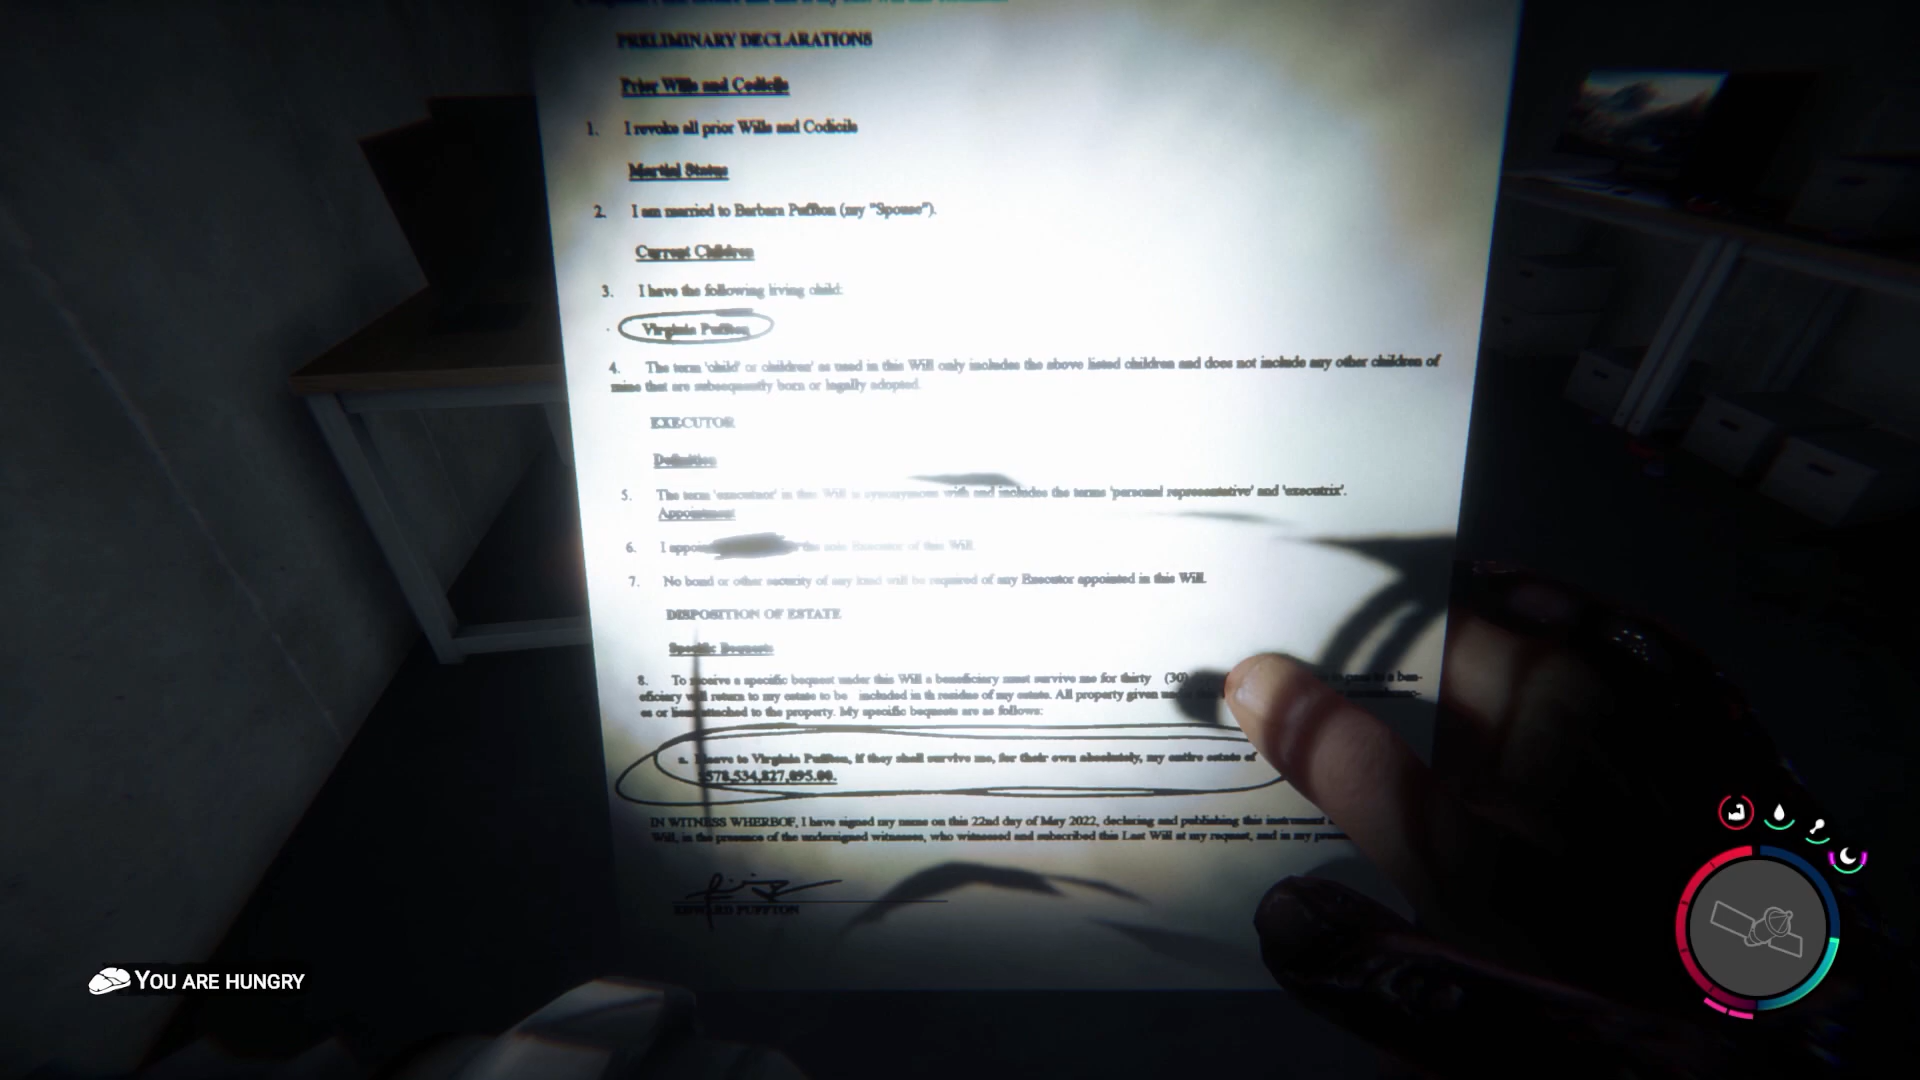 PRELIMINARY DECLARATIONS
Prior Wills and Codicils
1. I revoke all prior Wills and Codicils
Martial Status
2. I am married to Barbara Puffton (my "Spouse").
Current Children
3. I have the following living child:
Virginia Puffton
4. The term 'child' or children' as used in this Will only includes the above listed children and does not include any other children of
mine that are subsequently born or legally adopted.
EXECUTOR
Definition
5. The term 'executuor' in this Will is synonymous with and includes the terms 'personal representative' and 'executrix'.
Appointment
6. I appoint the sole Executor of this Will.
7. No bond or other security of any kind will be required of any Executor appointed in this Will.
DISPOSITION OF ESTATE
Specific Bequests
8. To receive a specific bequest under this Will a beneficiary must survive me for thirty (30) to a ben-
eficiary will return to my estate to be included in th residue of my estate. All property given
es or liens attached to the property. My specific bequests are as follows:
a. I leave to Virginia Puffton, if they shall survive me, for their own absolutely, my entire estate of
$578,534,827,095.00.
IN WITNESS WHEREOF, I have signed my name on this 22nd day of May 2022, declaring and publishing this instrument
Will, in the presence of the undersigned witnesses, who witnessed and subscribed this Last Will at my request, and in my
EDWARD PUFFTON
YOU ARE HUNGRY